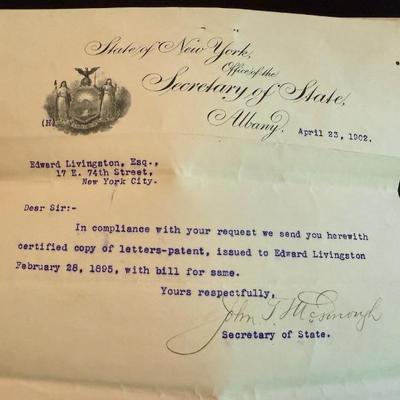 State of New York,
Office of the
Secretary of State,
Albany, April 23, 1902.
(H)
Edward Livingston, Esq.,
17 E. 74th Street,
New York City.
Dear Sir:-
In compliance with your request we send you herewith
certified copy of letters-patent, issued to Edward Livingston
February 28, 1895, with bill for same.
Yours respectfully,
John T. McDonough
Secretary of State.